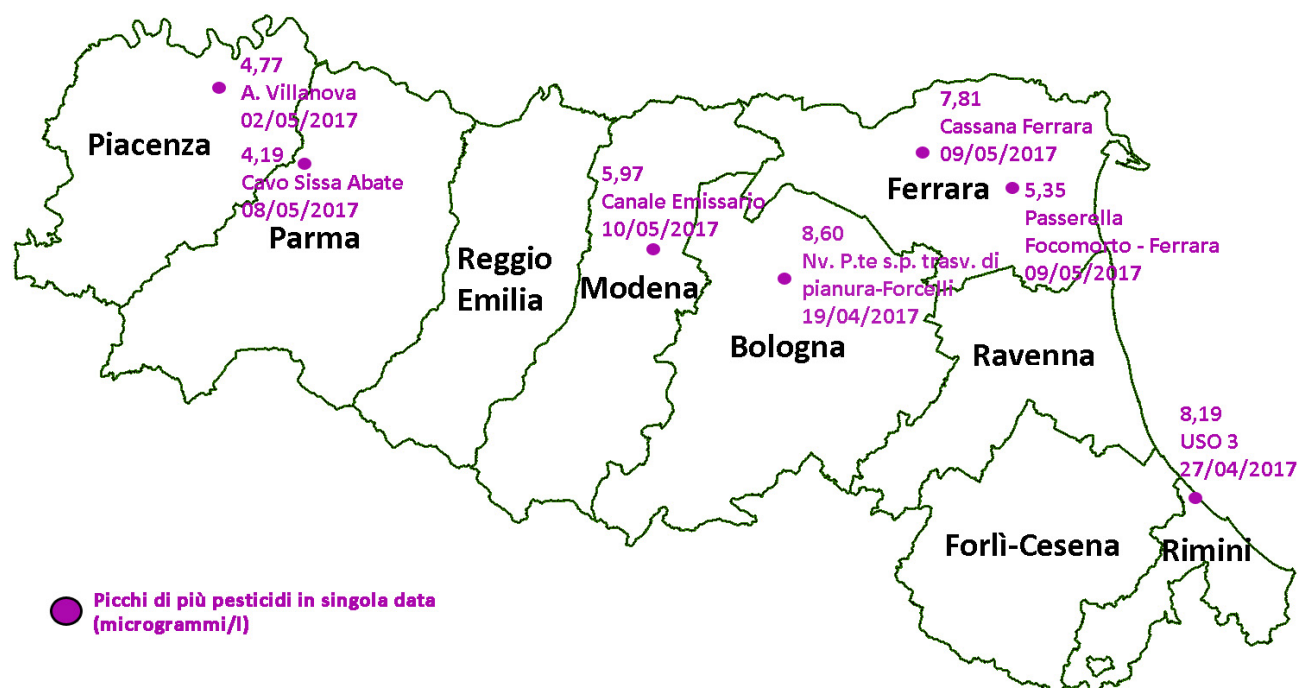 4,77
A. Villanova
02/05/2017
Piacenza
4,19
Cavo Sissa Abate
08/05/2017
Parma
Reggio
Emilia
5,97
Canale Emissario
10/05/2017
Modena
8,60
Nv. P.te s.p. trasv. di
pianura-Forcelli
19/04/2017
Bologna
7,81
Cassana Ferrara
09/05/2017
Ferrara
5,35
Passerella
Focomorto - Ferrara
09/05/2017
Ravenna
8,19
USO 3
27/04/2017
Forlì-Cesena
Rimini
Picchi di più pesticidi in singola data
(microgrammi/l)